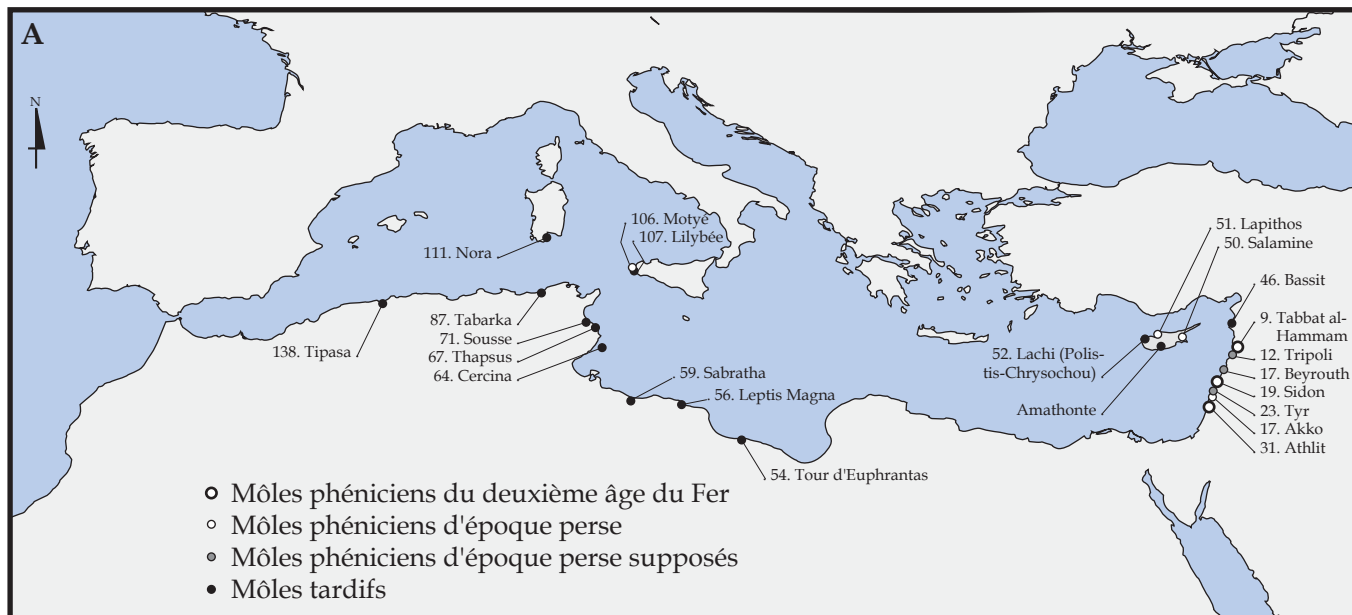 A
N
106. Motyé
107. Lilybée
111. Nora
51. Lapithos
50. Salamine
46. Bassit
9. Tabbat al-
Hammam
12. Tripoli
17. Beyrouth
19. Sidon
23. Tyr
17. Akko
31. Athlit
87. Tabarka
71. Sousse
67. Thapsus
64. Cercina
138. Tipasa
59. Sabratha
56. Leptis Magna
52. Lachi (Polis-
tis-Chrysochou)
Amathonte
54. Tour d'Euphrantas
Môles phéniciens du deuxième âge du Fer
Môles phéniciens d'époque perse
Môles phéniciens d'époque perse supposés
Môles tardifs